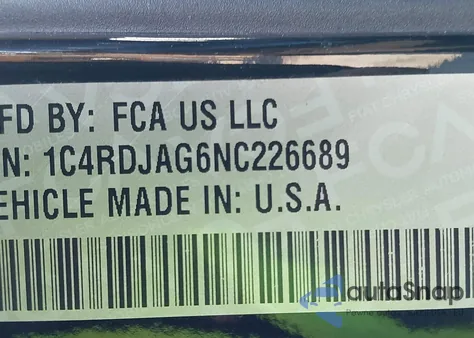 FD BY: FCA US LLC
N: 1C4RDJAG6NC226689
EHICLE MADE IN: U.S.A.
autoSnap